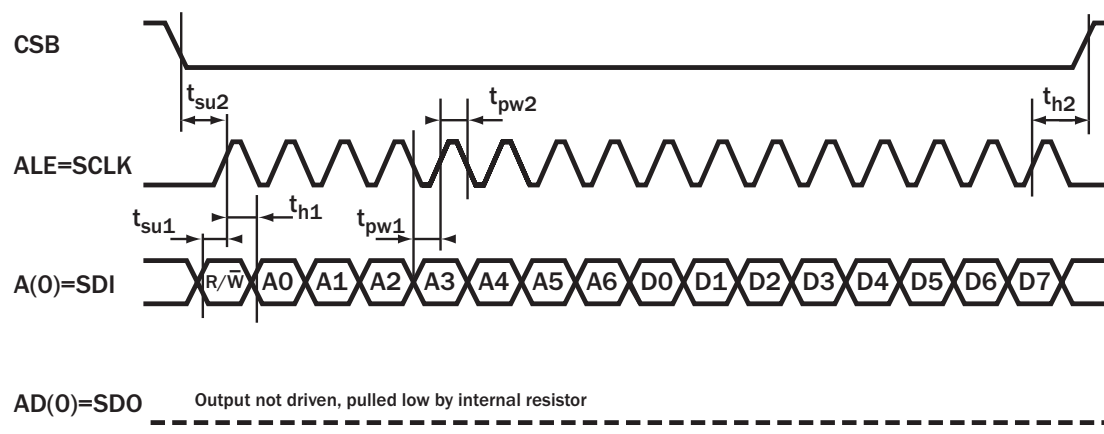 CSB
tsu2
tpw2
th2
ALE=SCLK
tsu1
th1
tpw1
A(0)=SDI
R/W̅ A0 A1 A2 A3 A4 A5 A6 D0 D1 D2 D3 D4 D5 D6 D7
AD(0)=SDO
Output not driven, pulled low by internal resistor